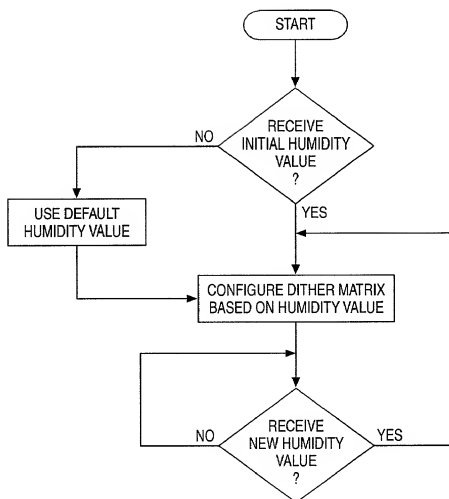 START
RECEIVE
INITIAL HUMIDITY
VALUE
?
NO
YES
USE DEFAULT
HUMIDITY VALUE
CONFIGURE DITHER MATRIX
BASED ON HUMIDITY VALUE
RECEIVE
NEW HUMIDITY
VALUE
?
NO
YES